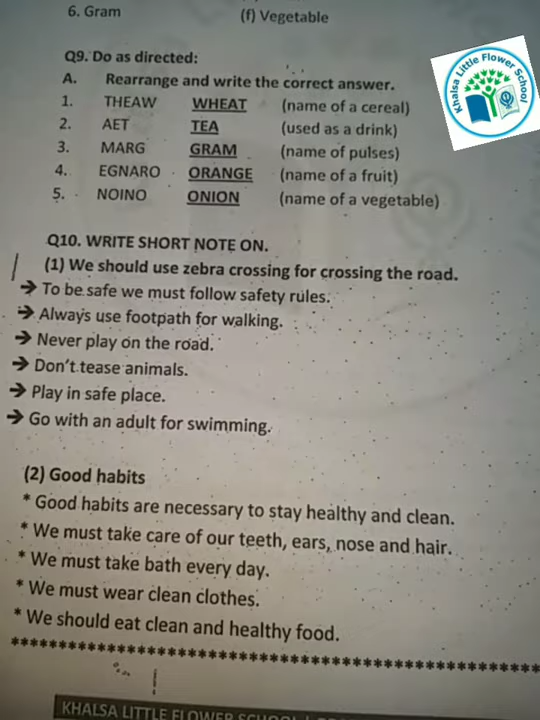 6. Gram (f) Vegetable
Q9. Do as directed:
A. Rearrange and write the correct answer.
1. THEAW WHEAT (name of a cereal)
2. AET TEA (used as a drink)
3. MARG GRAM (name of pulses)
4. EGNARO ORANGE (name of a fruit)
5. NOINO ONION (name of a vegetable)
Khalsa Little Flower School
Q10. WRITE SHORT NOTE ON.
(1) We should use zebra crossing for crossing the road.
➔ To be safe we must follow safety rules.
➔ Always use footpath for walking.
➔ Never play on the road.
➔ Don't tease animals.
➔ Play in safe place.
➔ Go with an adult for swimming.
(2) Good habits
* Good habits are necessary to stay healthy and clean.
* We must take care of our teeth, ears, nose and hair.
* We must take bath every day.
* We must wear clean clothes.
* We should eat clean and healthy food.
KHALSA LITTLE FLOWER SCHOOL